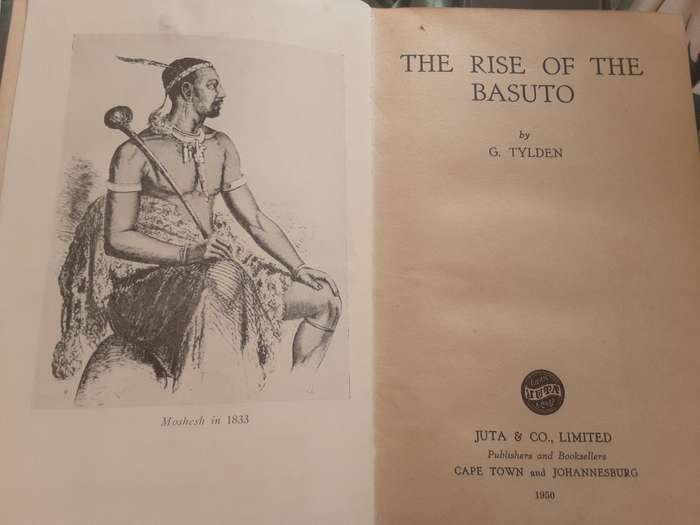 Moshesh in 1833
THE RISE OF THE
BASUTO
by
G. TYLDEN
JUTA
JUTA & CO., LIMITED
Publishers and Booksellers
CAPE TOWN and JOHANNESBURG
1950